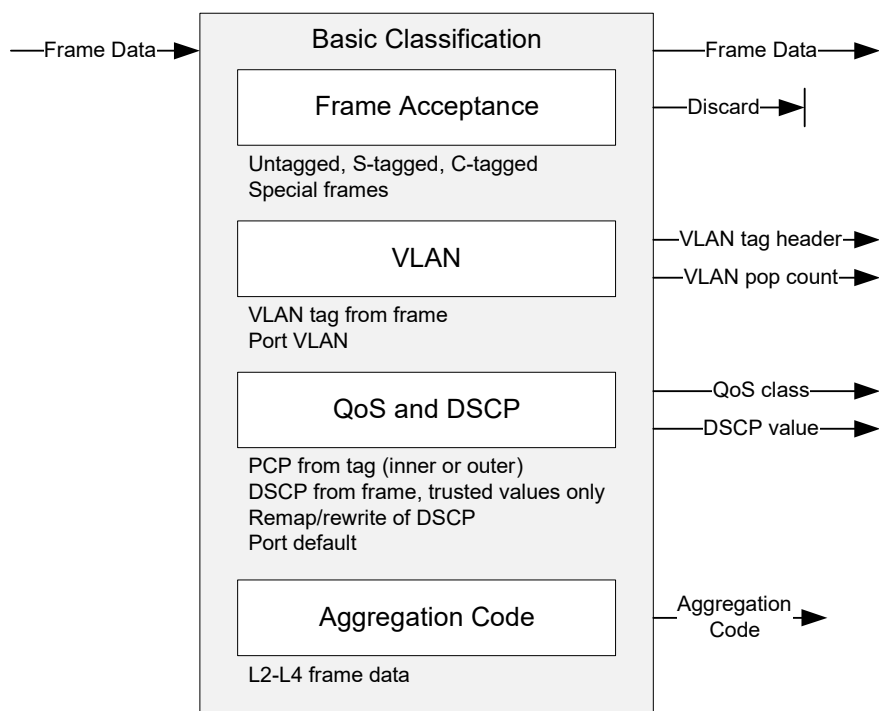 Basic Classification
Frame Data
Frame Data
Frame Acceptance
Discard
Untagged, S-tagged, C-tagged
Special frames
VLAN
VLAN tag header
VLAN pop count
VLAN tag from frame
Port VLAN
QoS and DSCP
QoS class
DSCP value
PCP from tag (inner or outer)
DSCP from frame, trusted values only
Remap/rewrite of DSCP
Port default
Aggregation Code
Aggregation
Code
L2-L4 frame data